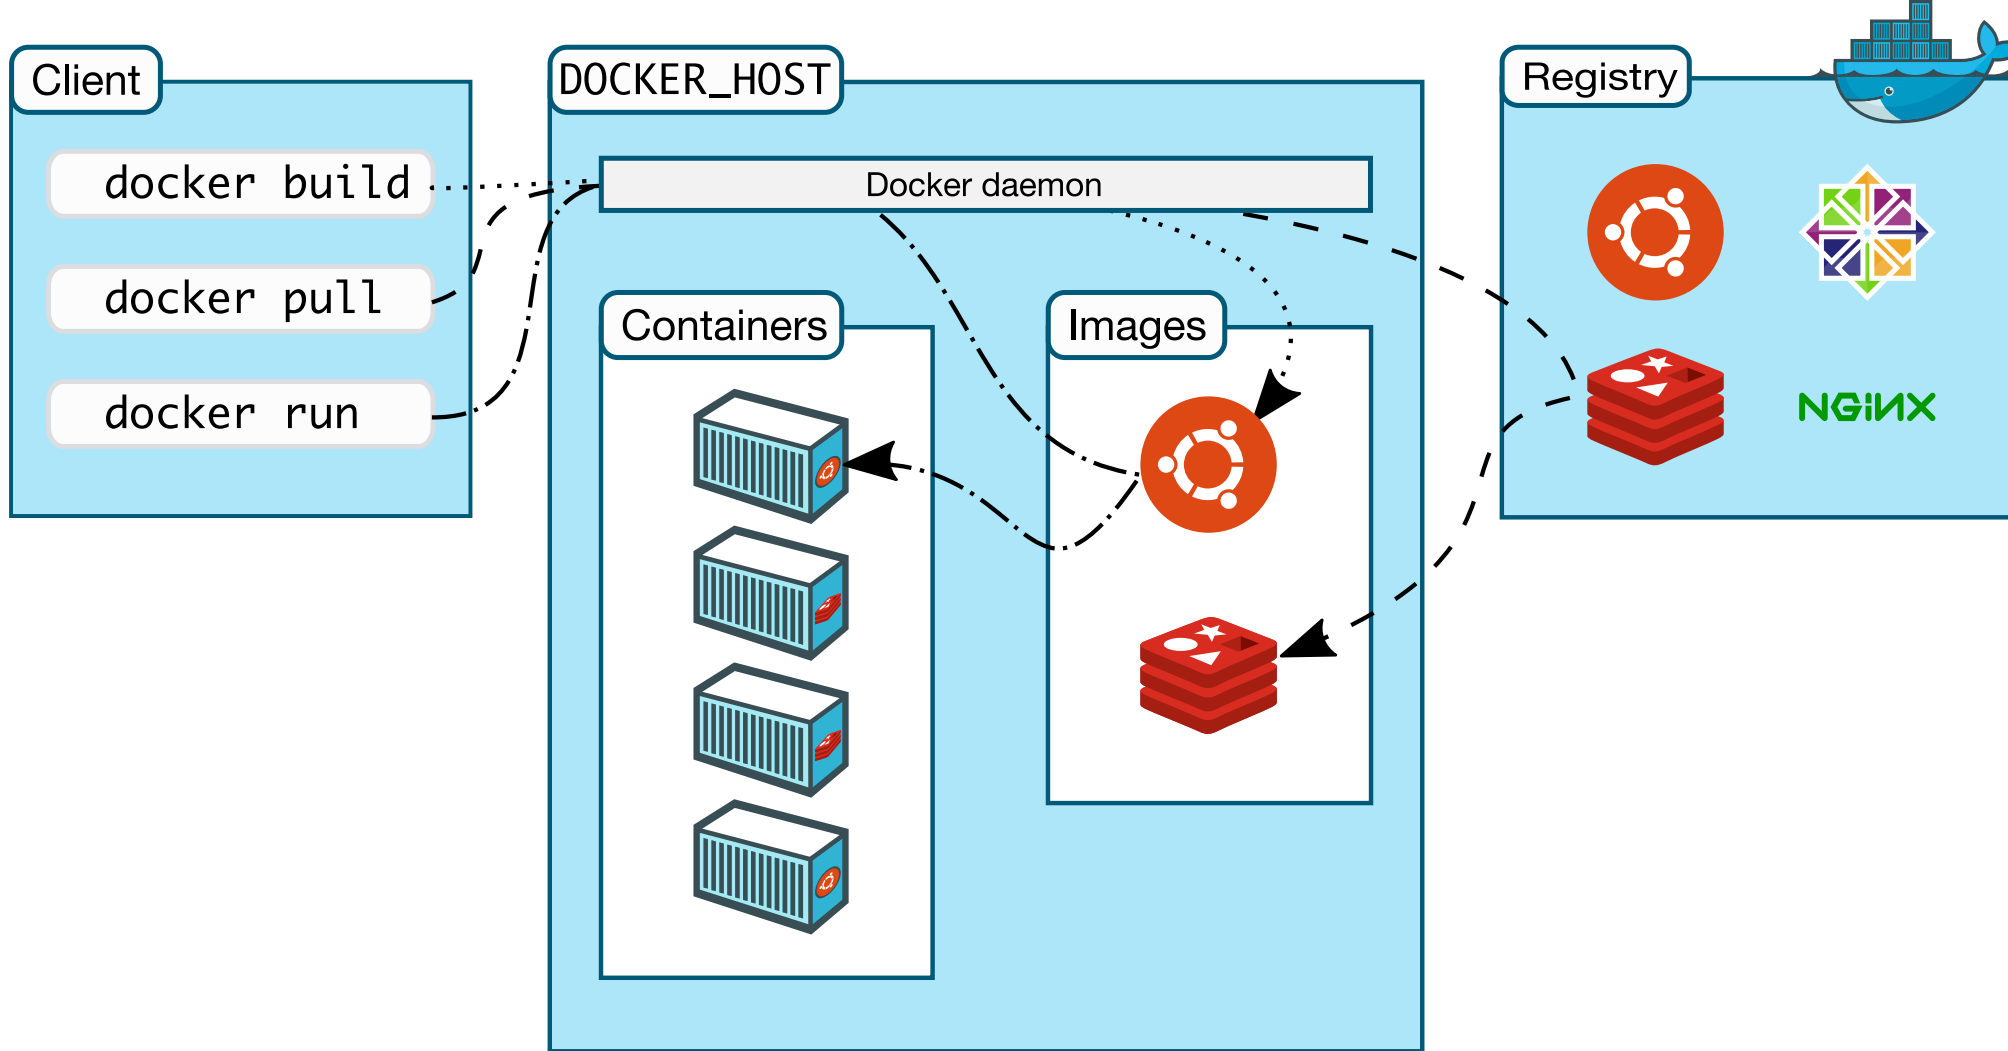 Client
docker build
docker pull
docker run
DOCKER_HOST
Docker daemon
Containers
Images
Registry
NGiNX